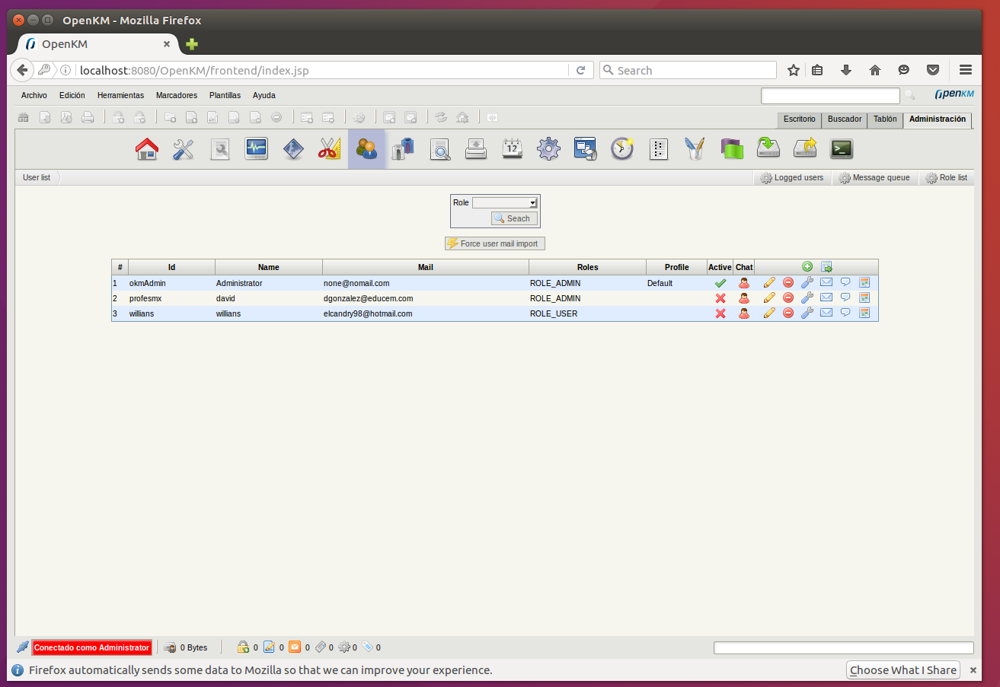 OpenKM - Mozilla Firefox
OpenKM
localhost:8080/OpenKM/frontend/index.jsp
Search
Archivo Edición Herramientas Marcadores Plantillas Ayuda
OpenKM
Escritorio Buscador Tablón Administración
12
User list Logged users Message queue Role list
Role
Seach
Force user mail import
# Id Name Mail Roles Profile Active Chat
1 okmAdmin Administrator none@nomail.com ROLE_ADMIN Default
2 profesmx david dgonzalez@educem.com ROLE_ADMIN
3 willians willians elcandry98@hotmail.com ROLE_USER
Conectado como Administrator 0 Bytes 0 0 0 0 0 0
Firefox automatically sends some data to Mozilla so that we can improve your experience. Choose What I Share